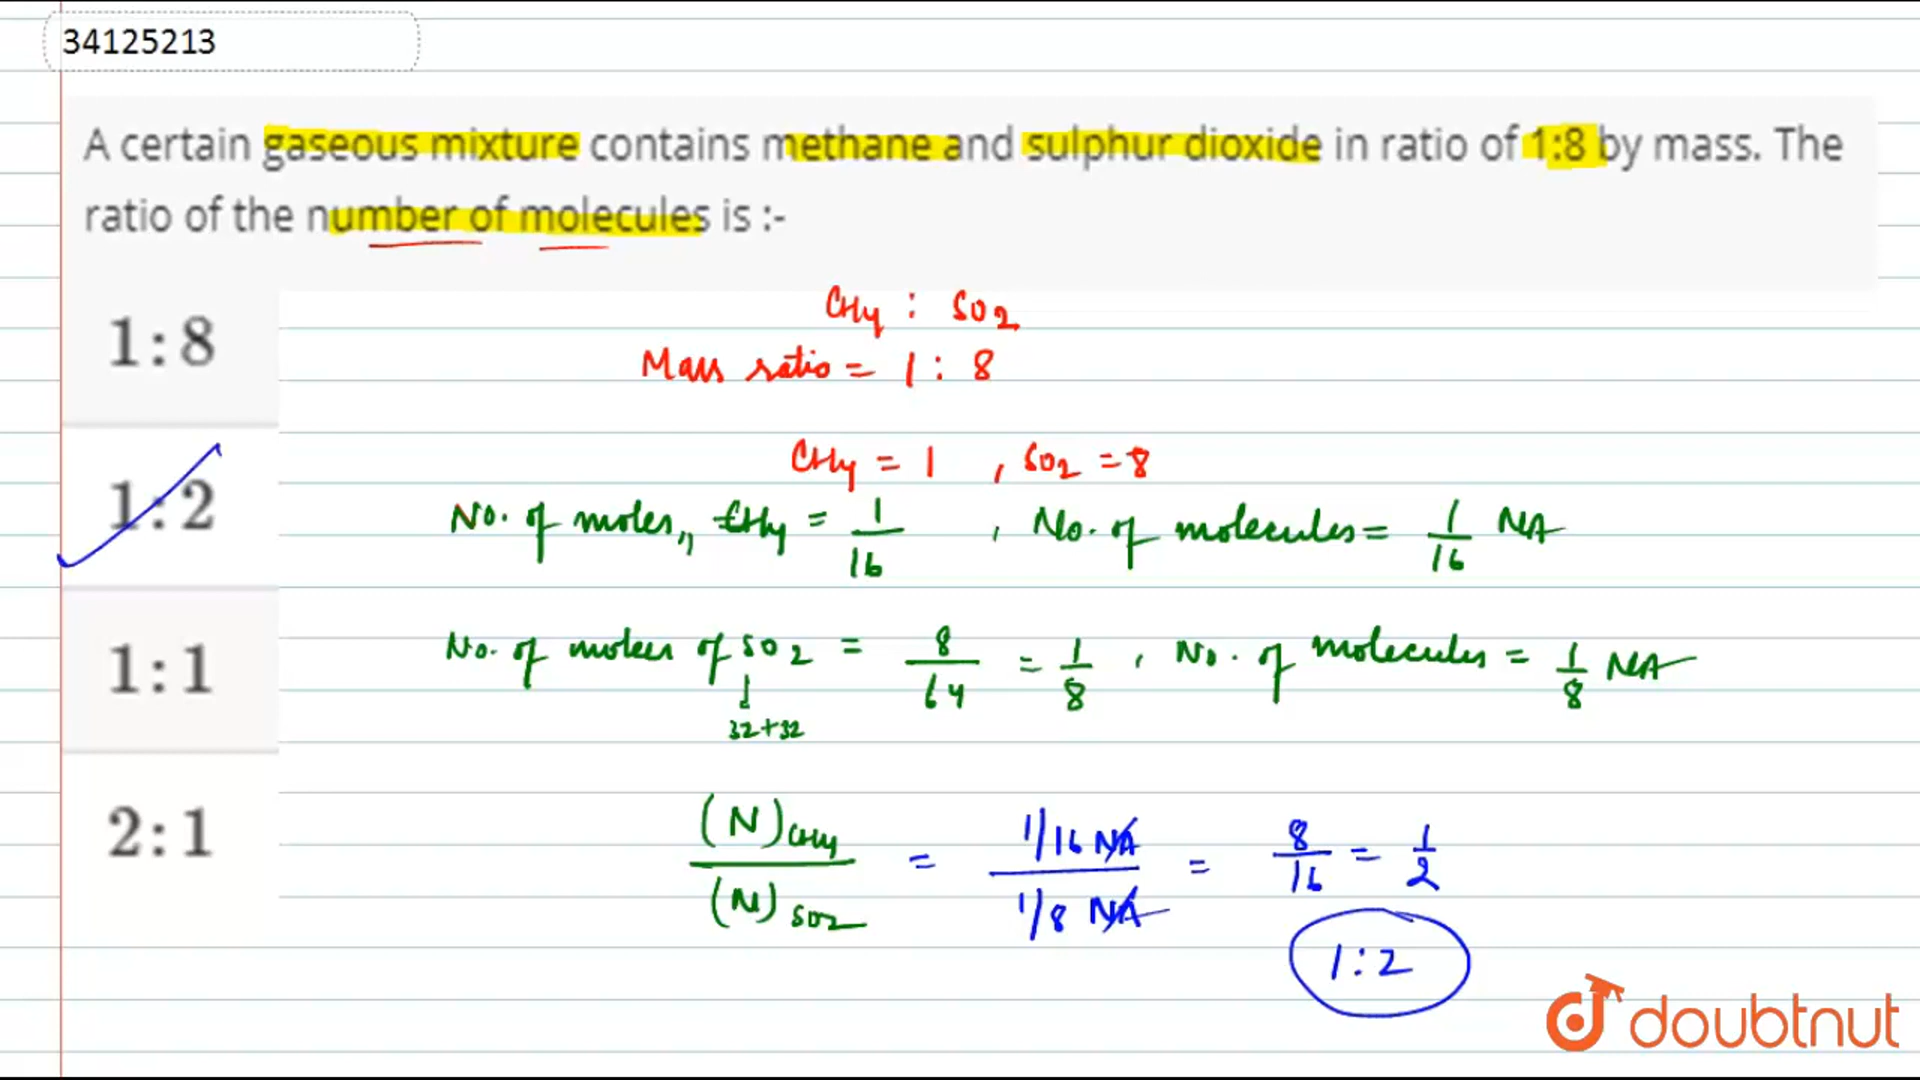 34125213
A certain gaseous mixture contains methane and sulphur dioxide in ratio of 1:8 by mass. The
ratio of the number of molecules is :-
1:8
1:2
1:1
2:1
CH4 : SO2
Mass ratio = 1 : 8
CH4 = 1 , SO2 = 8
No. of moles,, CH4 = 1/16 , No. of molecules = 1/16 NA
No. of moles of SO2 = 8/64 = 1/8 , No. of molecules = 1/8 NA
32+32
(N)CH4 / (N)SO2 = 1/16 NA / 1/8 NA = 8/16 = 1/2
1:2
doubtnut